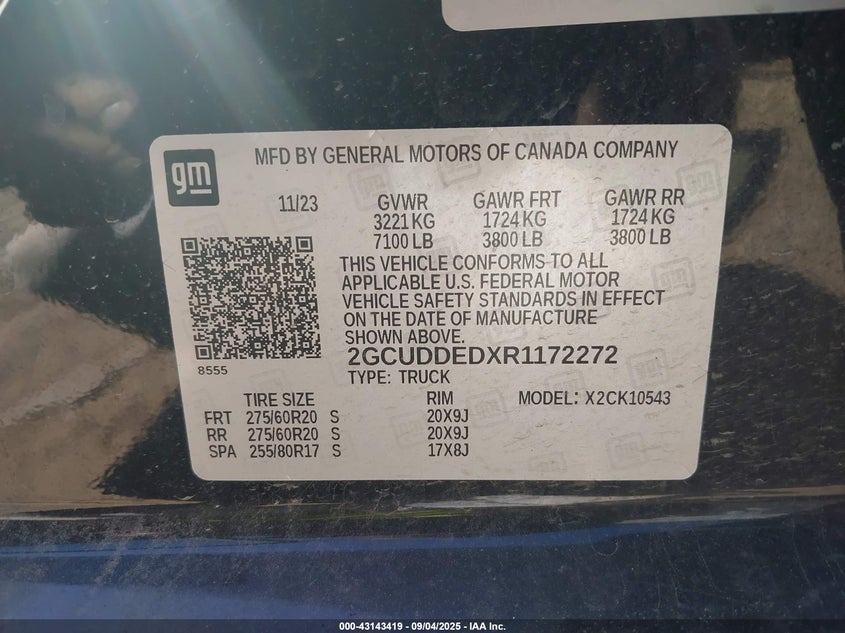 gm
MFD BY GENERAL MOTORS OF CANADA COMPANY
11/23 GVWR GAWR FRT GAWR RR
3221 KG 1724 KG 1724 KG
7100 LB 3800 LB 3800 LB
THIS VEHICLE CONFORMS TO ALL
APPLICABLE U.S. FEDERAL MOTOR
VEHICLE SAFETY STANDARDS IN EFFECT
ON THE DATE OF MANUFACTURE
SHOWN ABOVE.
2GCUDDEDXR1172272
8555
TYPE: TRUCK
TIRE SIZE RIM MODEL: X2CK10543
FRT 275/60R20 S 20X9J
RR 275/60R20 S 20X9J
SPA 255/80R17 S 17X8J
000-43143419 - 09/04/2025 - IAA Inc.